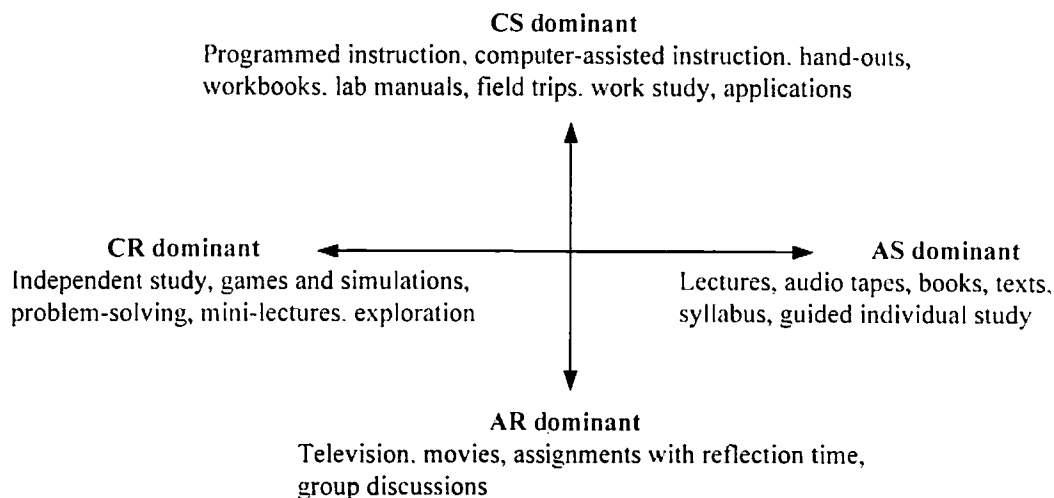 CS dominant
Programmed instruction, computer-assisted instruction. hand-outs,
workbooks. lab manuals, field trips. work study, applications
CR dominant
Independent study, games and simulations,
problem-solving, mini-lectures. exploration
AS dominant
Lectures, audio tapes, books, texts,
syllabus, guided individual study
AR dominant
Television. movies, assignments with reflection time,
group discussions